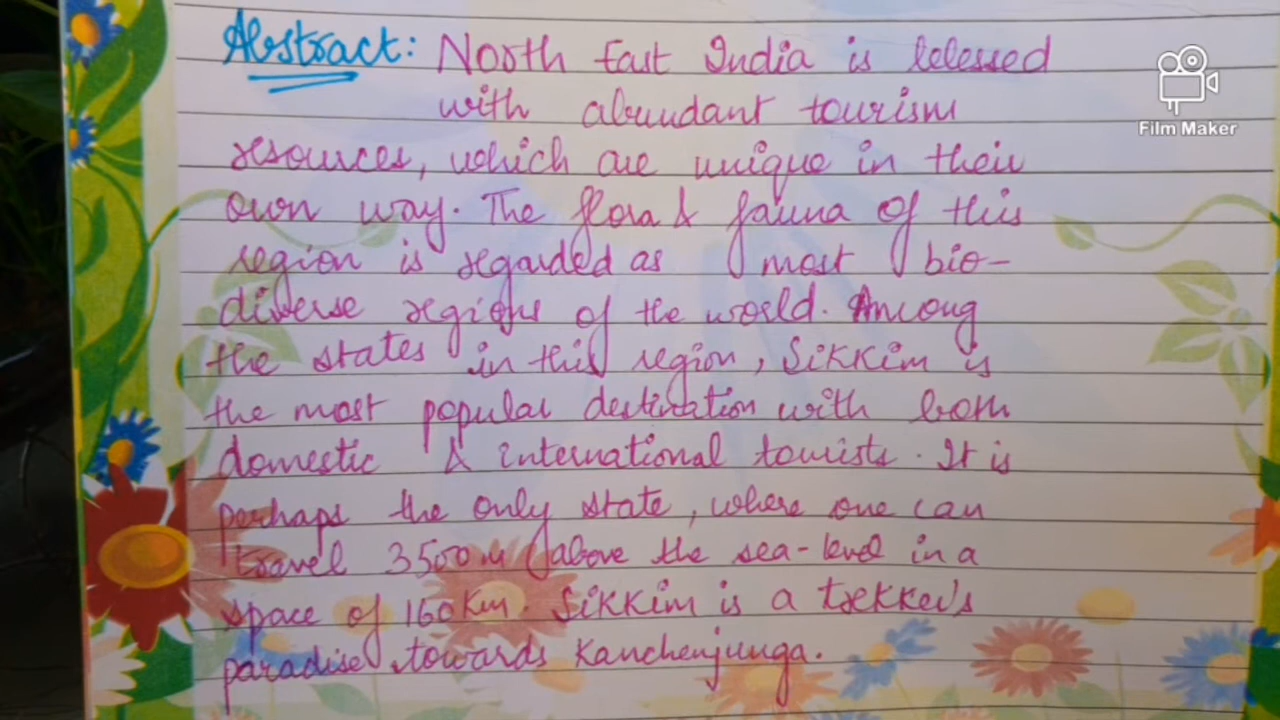 Abstract: North East India is blessed
with abundant tourism
resources, which are unique in their
own way. The flora & fauna of this
region is regarded as most bio-
diverse regions of the world. Among
the states in this region, Sikkim is
the most popular destination with both
domestic & international tourists. It is
perhaps the only state, where one can
travel 3500m above the sea-level in a
space of 160Km. Sikkim is a trekker's
paradise towards Kanchenjunga.
Film Maker